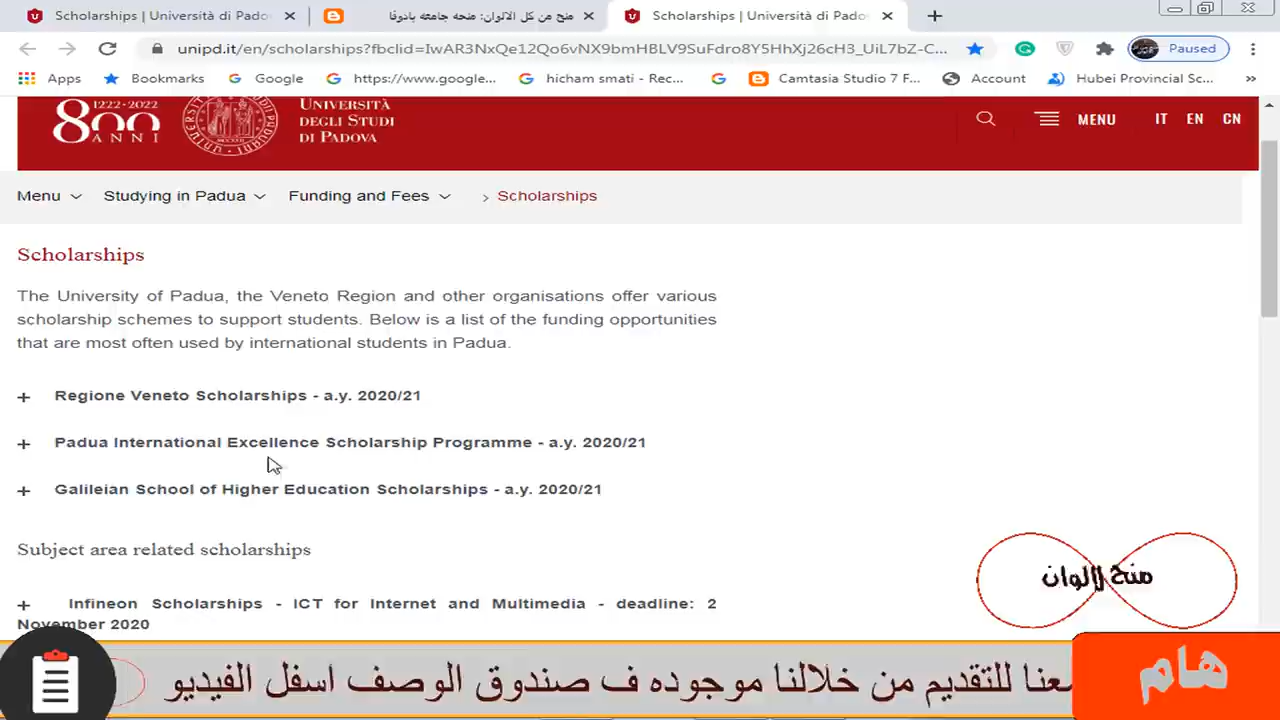 Scholarships | Università di Pado
منح من كل الالوان: منحه جامعه بادوفا
Scholarships | Università di Pado
unipd.it/en/scholarships?fbclid=IwAR3NxQe12Qo6vNX9bmHBLV9SuFdro8Y5HhXj26cH3_UiL7bZ-C...
Paused
Apps
Bookmarks
Google
https://www.google...
hicham smati - Rec...
Camtasia Studio 7 F...
Account
Hubei Provincial Sc...
»
1222-2022
800
ANNI
UNIVERSITÀ
DEGLI STUDI
DI PADOVA
MENU
IT EN CN
Menu
Studying in Padua
Funding and Fees
> Scholarships
Scholarships
The University of Padua, the Veneto Region and other organisations offer various
scholarship schemes to support students. Below is a list of the funding opportunities
that are most often used by international students in Padua.
+ Regione Veneto Scholarships - a.y. 2020/21
+ Padua International Excellence Scholarship Programme - a.y. 2020/21
+ Galileian School of Higher Education Scholarships - a.y. 2020/21
Subject area related scholarships
+ Infineon Scholarships - ICT for Internet and Multimedia - deadline: 2
November 2020
منح لالوان
هام
معنا للتقديم من خلالنا موجوده ف صندوق الوصف اسفل الفيديو